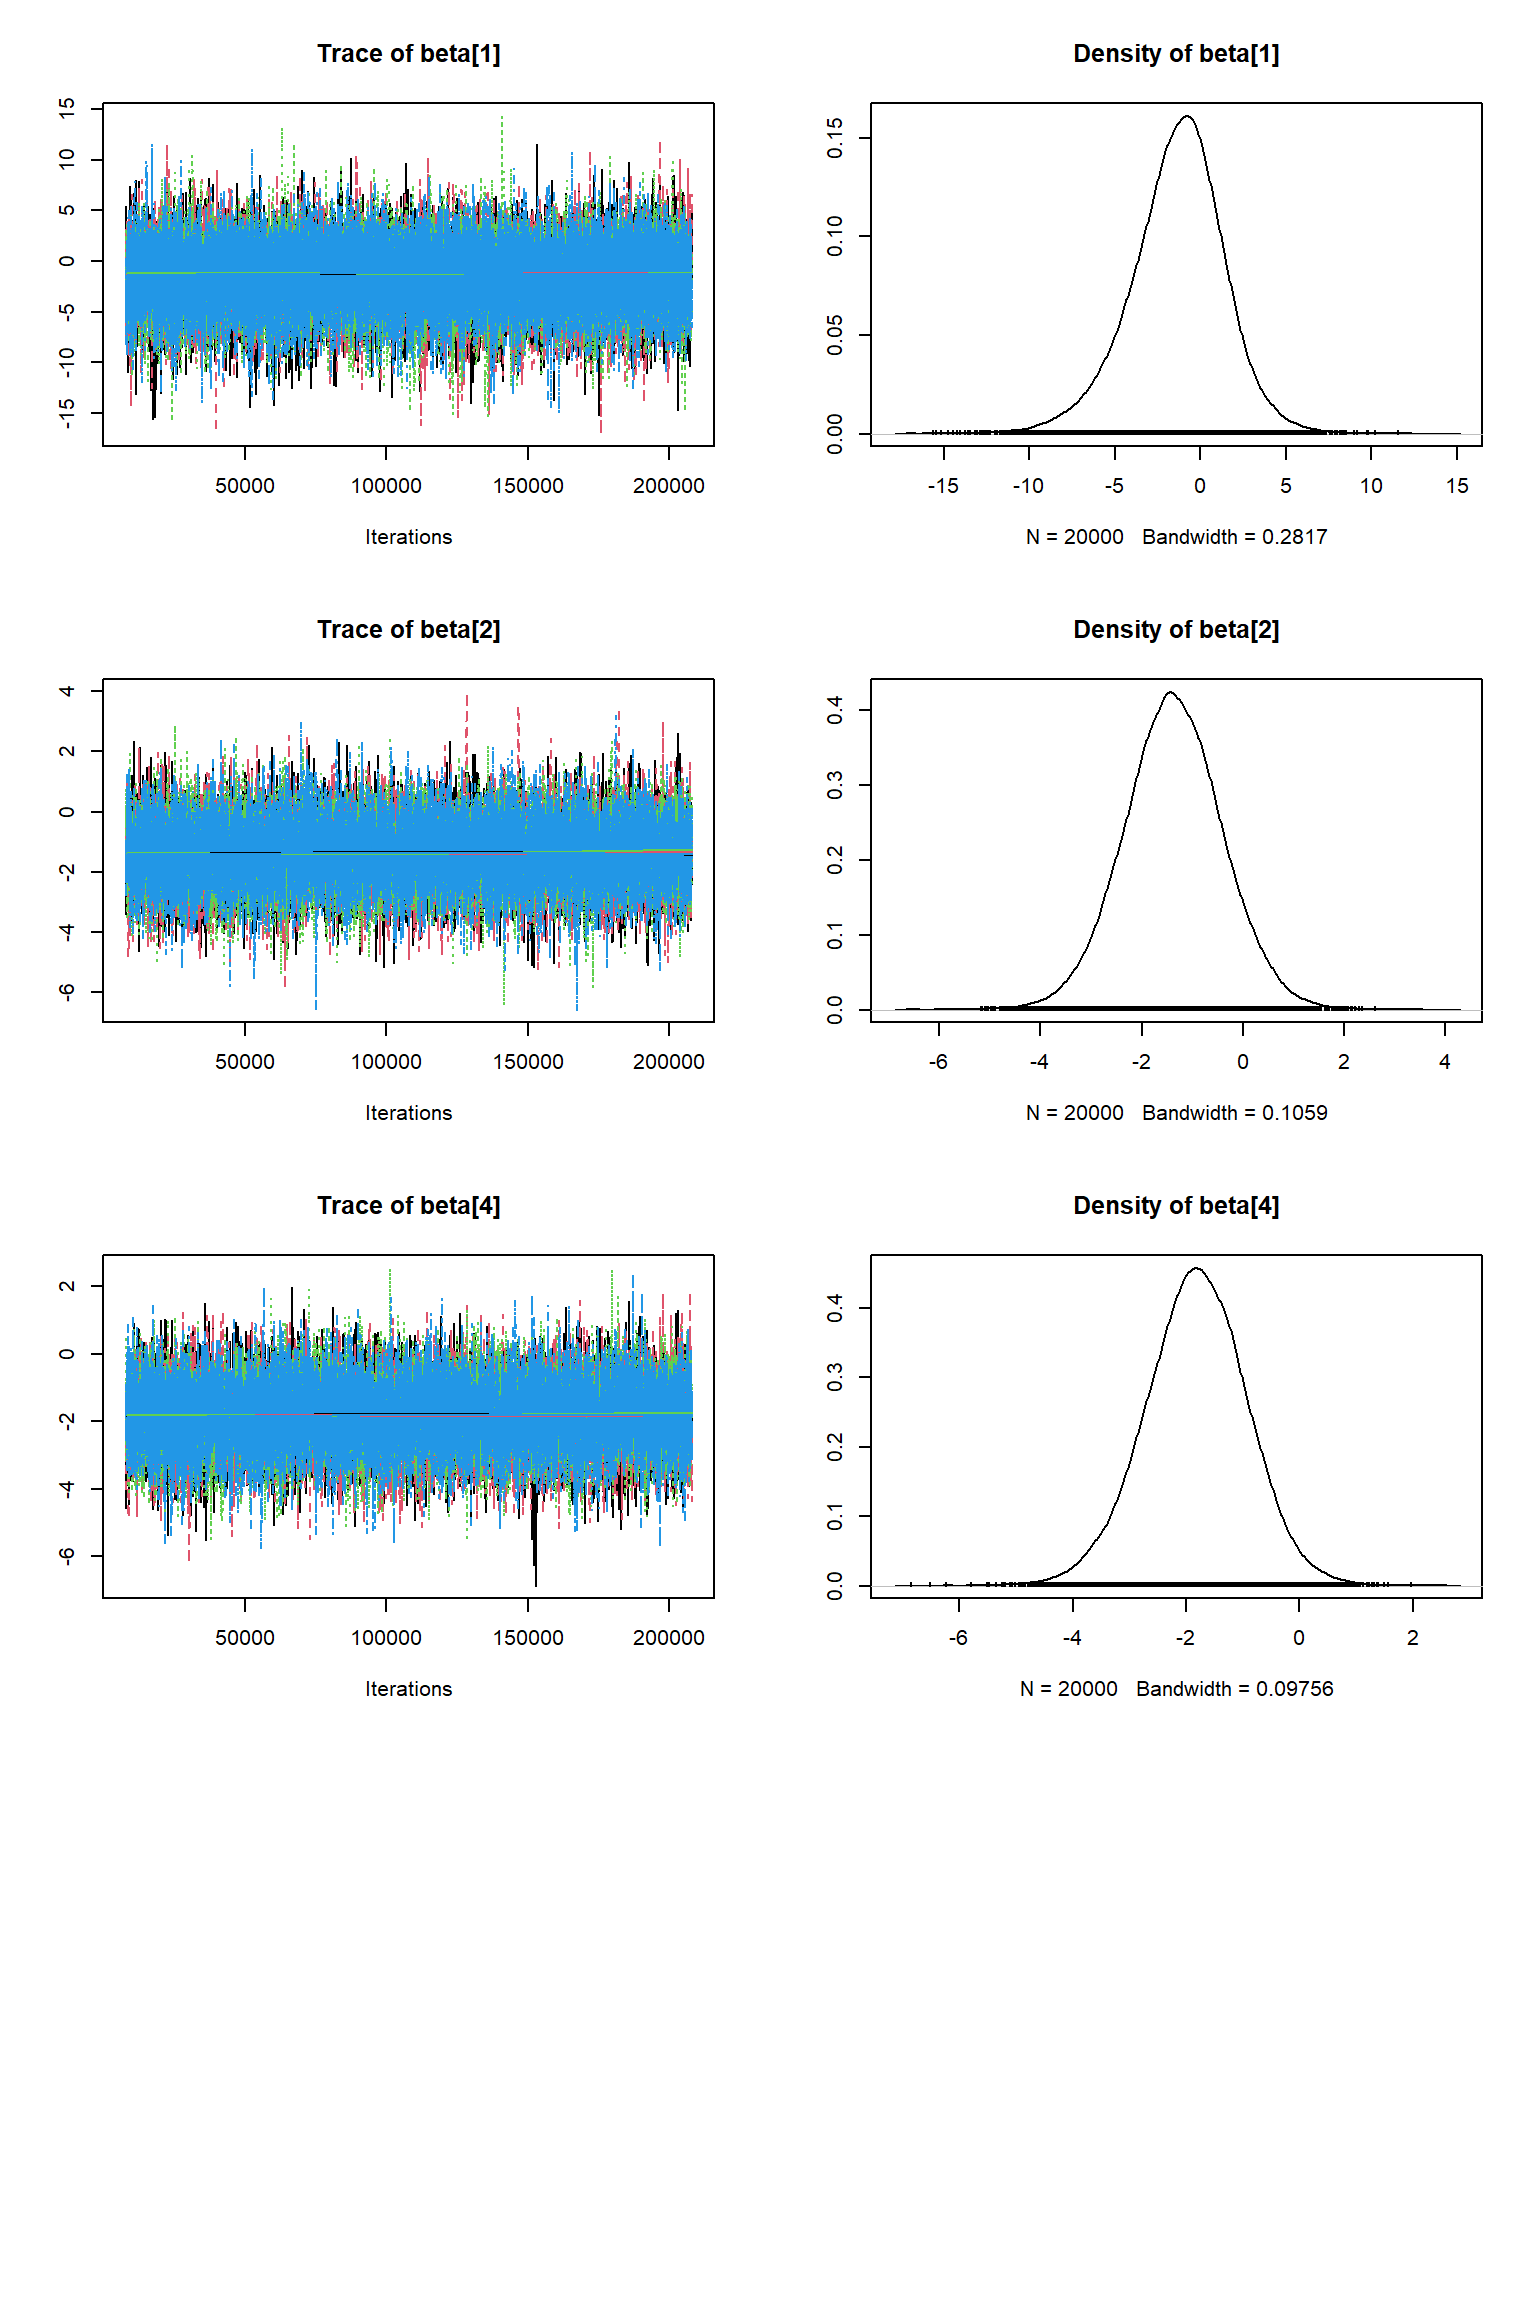 Trace of beta[1]
Density of beta[1]
15
10
5
0
-5
-10
-15
50000 100000 150000 200000
Iterations
0.15
0.10
0.05
0.00
-15 -10 -5 0 5 10 15
N = 20000 Bandwidth = 0.2817
Trace of beta[2]
Density of beta[2]
4
2
0
-2
-4
-6
50000 100000 150000 200000
Iterations
0.4
0.3
0.2
0.1
0.0
-6 -4 -2 0 2 4
N = 20000 Bandwidth = 0.1059
Trace of beta[4]
Density of beta[4]
2
0
-2
-4
-6
50000 100000 150000 200000
Iterations
0.4
0.3
0.2
0.1
0.0
-6 -4 -2 0 2
N = 20000 Bandwidth = 0.09756